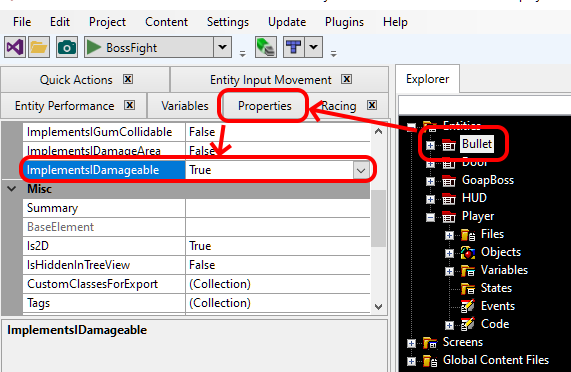 File Edit Project Content Settings Update Plugins Help
BossFight
Quick Actions Entity Input Movement
Entity Performance Variables Properties Racing
ImplementsIGumCollidable False
ImplementsIDamageArea False
ImplementsIDamageable True
Misc
Summary
BaseElement
Is2D True
IsHiddenInTreeView False
CustomClassesForExport (Collection)
Tags (Collection)
ImplementsIDamageable
Explorer
Entities
Bullet
Door
GoapBoss
HUD
Player
Files
Objects
Variables
States
Events
Code
Screens
Global Content Files